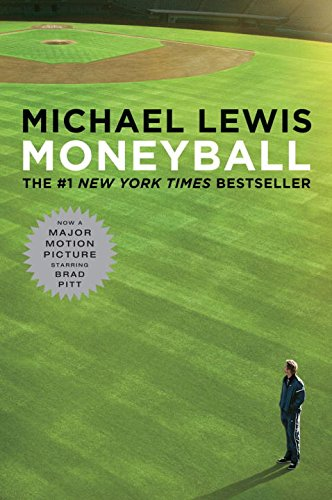 MICHAEL LEWIS
MONEYBALL
THE #1 NEW YORK TIMES BESTSELLER
NOW A
MAJOR
MOTION
PICTURE
STARRING
BRAD
PITT